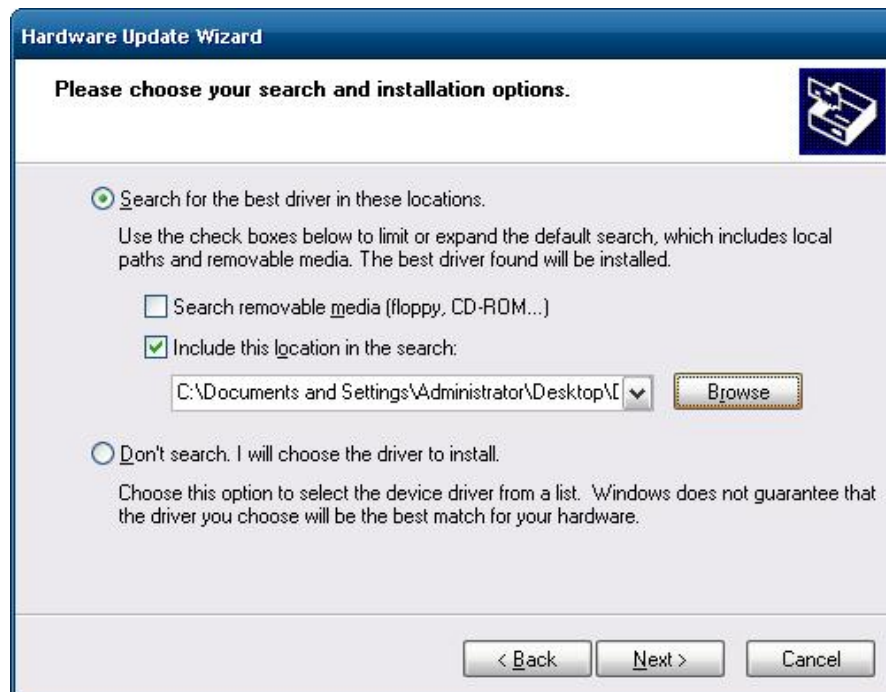 Hardware Update Wizard
Please choose your search and installation options.
Search for the best driver in these locations.
Use the check boxes below to limit or expand the default search, which includes local
paths and removable media. The best driver found will be installed.
Search removable media (floppy, CD-ROM...)
Include this location in the search:
C:\Documents and Settings\Administrator\Desktop\
Browse
Don't search. I will choose the driver to install.
Choose this option to select the device driver from a list. Windows does not guarantee that
the driver you choose will be the best match for your hardware.
< Back
Next >
Cancel